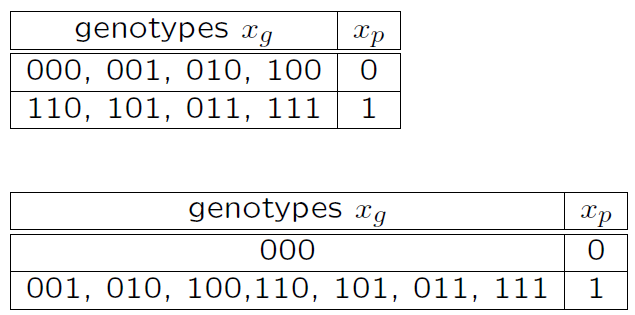 genotypes x_g x_p
000, 001, 010, 100 0
110, 101, 011, 111 1
genotypes x_g x_p
000 0
001, 010, 100,110, 101, 011, 111 1